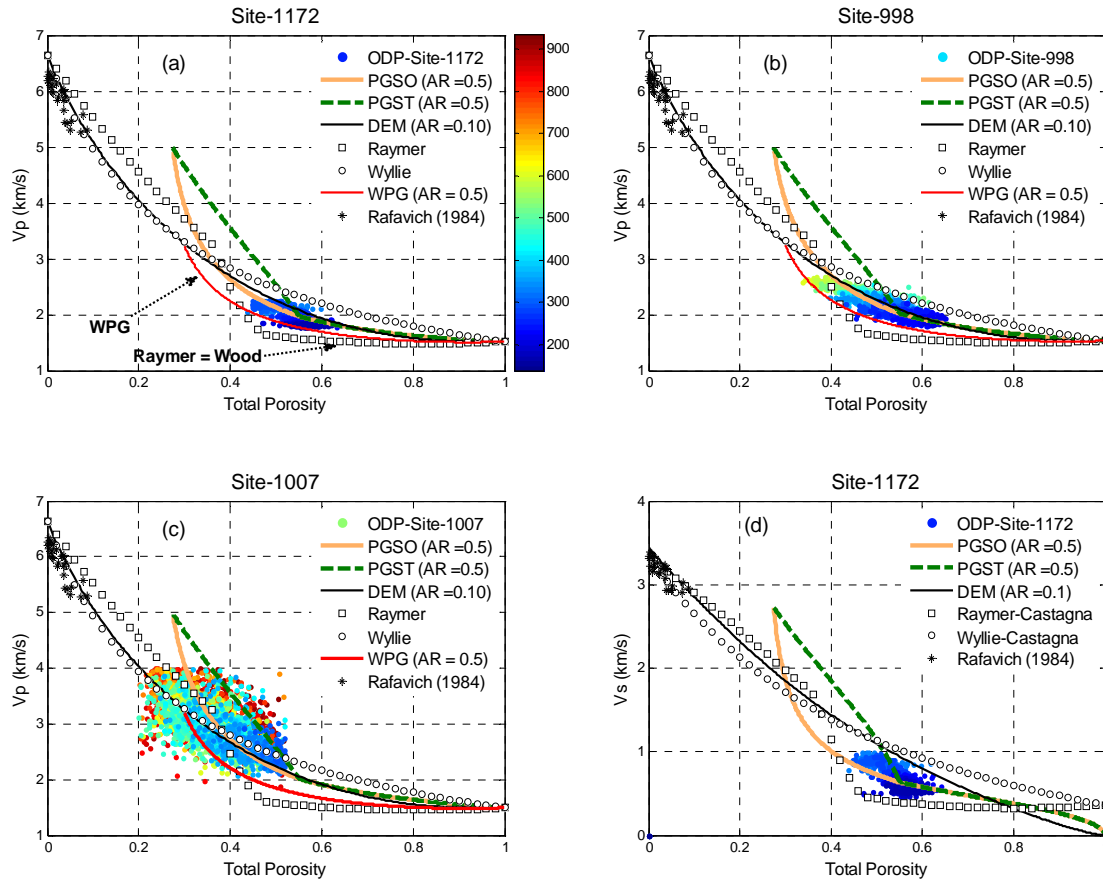 Site-1172
7
6
5
4
3
2
1
Vp (km/s)
(a)
ODP-Site-1172
PGSO (AR =0.5)
PGST (AR =0.5)
DEM (AR =0.10)
Raymer
Wyllie
WPG (AR = 0.5)
Rafavich (1984)
WPG
Raymer = Wood
0 0.2 0.4 0.6 0.8 1
Total Porosity
900
800
700
600
500
400
300
200
Site-998
7
6
5
4
3
2
1
Vp (km/s)
(b)
ODP-Site-998
PGSO (AR =0.5)
PGST (AR =0.5)
DEM (AR =0.10)
Raymer
Wyllie
WPG (AR = 0.5)
Rafavich (1984)
0 0.2 0.4 0.6 0.8
Total Porosity
Site-1007
7
6
5
4
3
2
1
Vp (km/s)
(c)
ODP-Site-1007
PGSO (AR =0.5)
PGST (AR =0.5)
DEM (AR =0.10)
Raymer
Wyllie
WPG (AR = 0.5)
Rafavich (1984)
0 0.2 0.4 0.6 0.8 1
Total Porosity
Site-1172
4
3
2
1
0
Vs (km/s)
(d)
ODP-Site-1172
PGSO (AR =0.5)
PGST (AR =0.5)
DEM (AR =0.1)
Raymer-Castagna
Wyllie-Castagna
Rafavich (1984)
0 0.2 0.4 0.6 0.8
Total Porosity